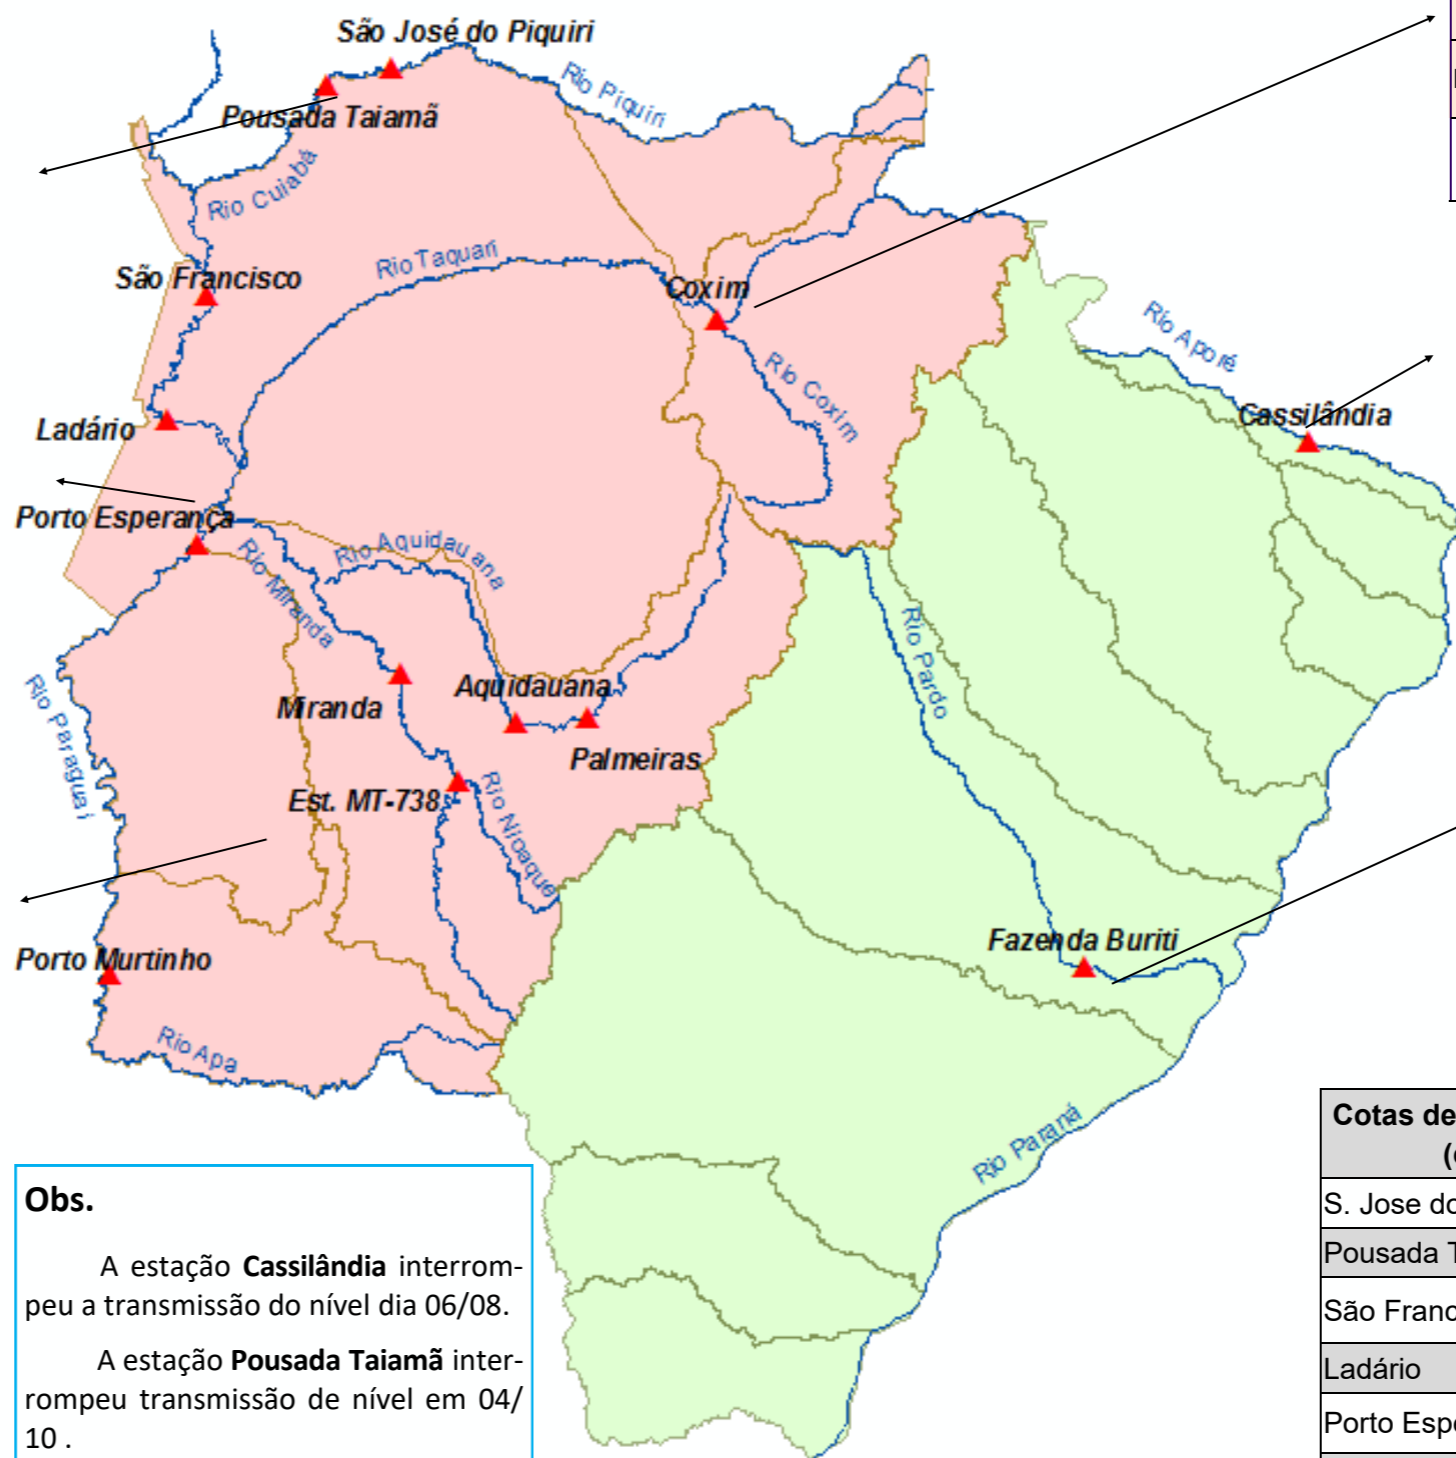 São José do Piquiri
Rio Piquiri
Pousada Taiamã
Rio Cuiabá
Rio Taquari
São Francisco
Coxim
Rio Aporé
Rio Coxim
Cassilândia
Ladário
Porto Esperança
Rio Aquidauana
Rio Miranda
Rio Pardo
Rio Paraguai
Aquidauana
Miranda
Palmeiras
Est. MT-738
Rio Nioaque
Fazenda Buriti
Porto Murtinho
Rio Apa
Rio Paraná
Obs.
A estação Cassilândia interrom-
peu a transmissão do nível dia 06/08.
A estação Pousada Taiamã inter-
rompeu transmissão de nível em 04/
10 .
Cotas de
S. Jose do
Pousada
São Franc
Ladário
Porto Esp